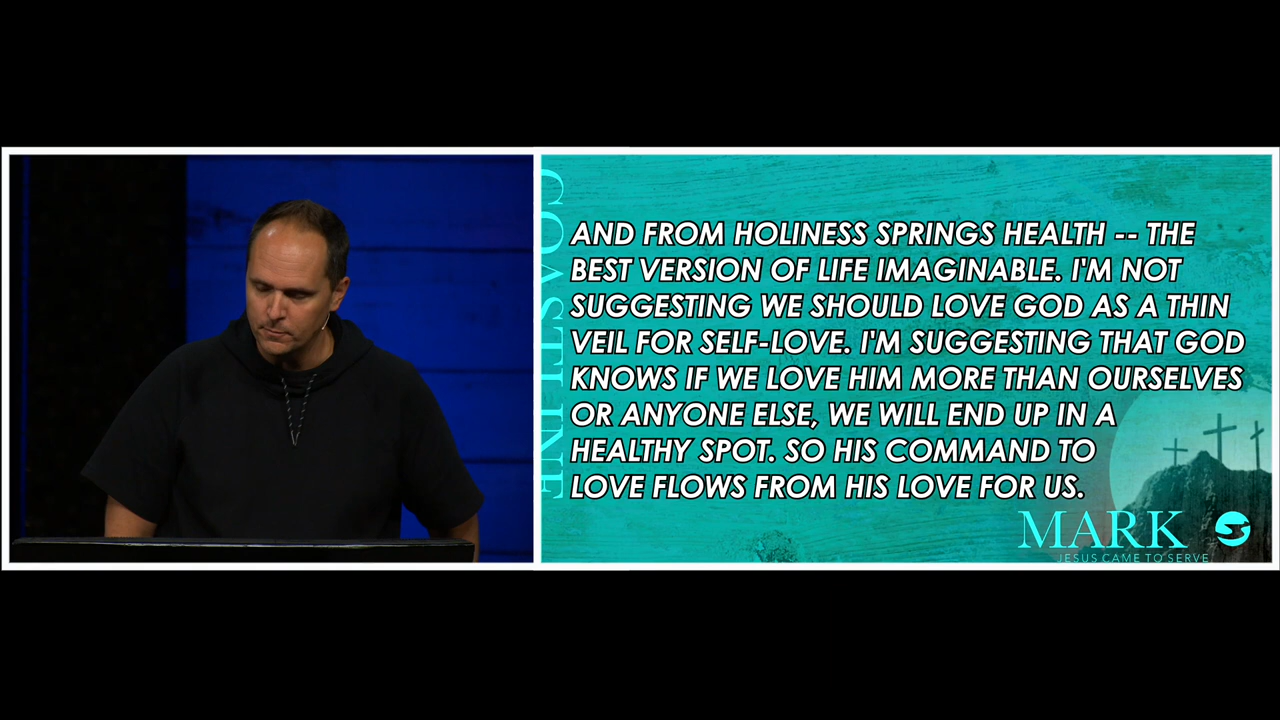 COASTLINE
AND FROM HOLINESS SPRINGS HEALTH -- THE
BEST VERSION OF LIFE IMAGINABLE. I'M NOT
SUGGESTING WE SHOULD LOVE GOD AS A THIN
VEIL FOR SELF-LOVE. I'M SUGGESTING THAT GOD
KNOWS IF WE LOVE HIM MORE THAN OURSELVES
OR ANYONE ELSE, WE WILL END UP IN A
HEALTHY SPOT. SO HIS COMMAND TO
LOVE FLOWS FROM HIS LOVE FOR US.
MARK
JESUS CAME TO SERVE